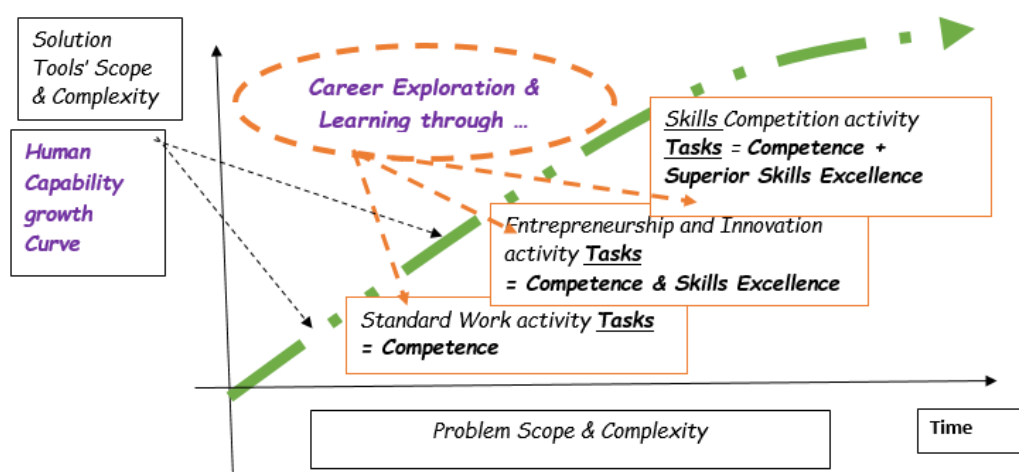 Solution
Tools' Scope
& Complexity
Human
Capability
growth
Curve
Career Exploration &
Learning through ...
Skills Competition activity
Tasks = Competence +
Superior Skills Excellence
Entrepreneurship and Innovation
activity Tasks
= Competence & Skills Excellence
Standard Work activity Tasks
= Competence
Problem Scope & Complexity
Time